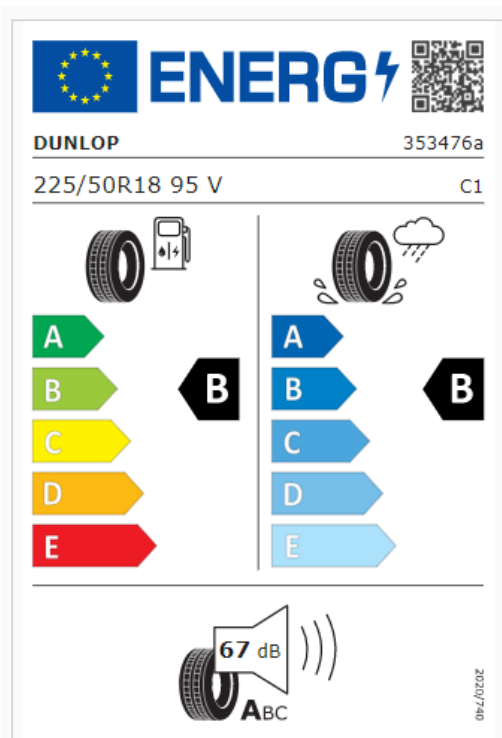 ENERG
DUNLOP 353476a
225/50R18 95 V C1
A A
B B B B
C C
D D
E E
67 dB
ABC
2020/740